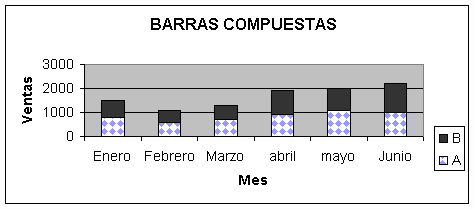 BARRAS COMPUESTAS
3000
2000
1000
0
Ventas
Enero Febrero Marzo abril mayo Junio
Mes
B
A